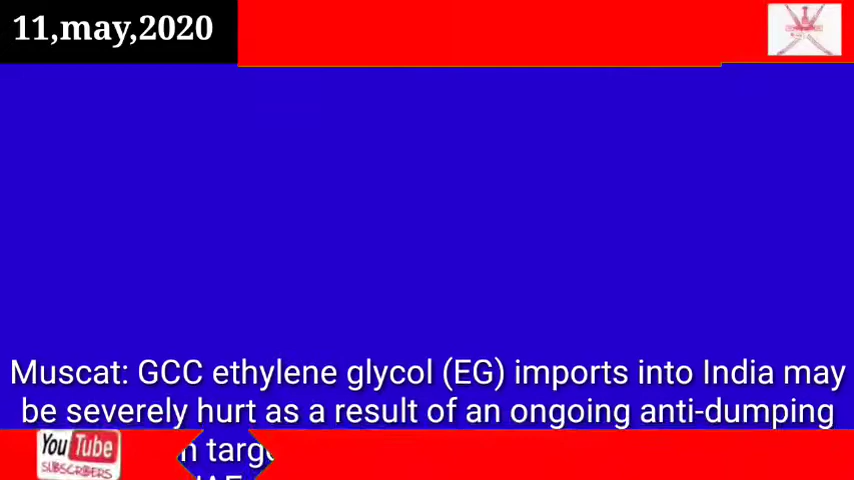 11,may,2020
Muscat: GCC ethylene glycol (EG) imports into India may
be severely hurt as a result of an ongoing anti-dumping
You Tube
SUBSCRIBERS